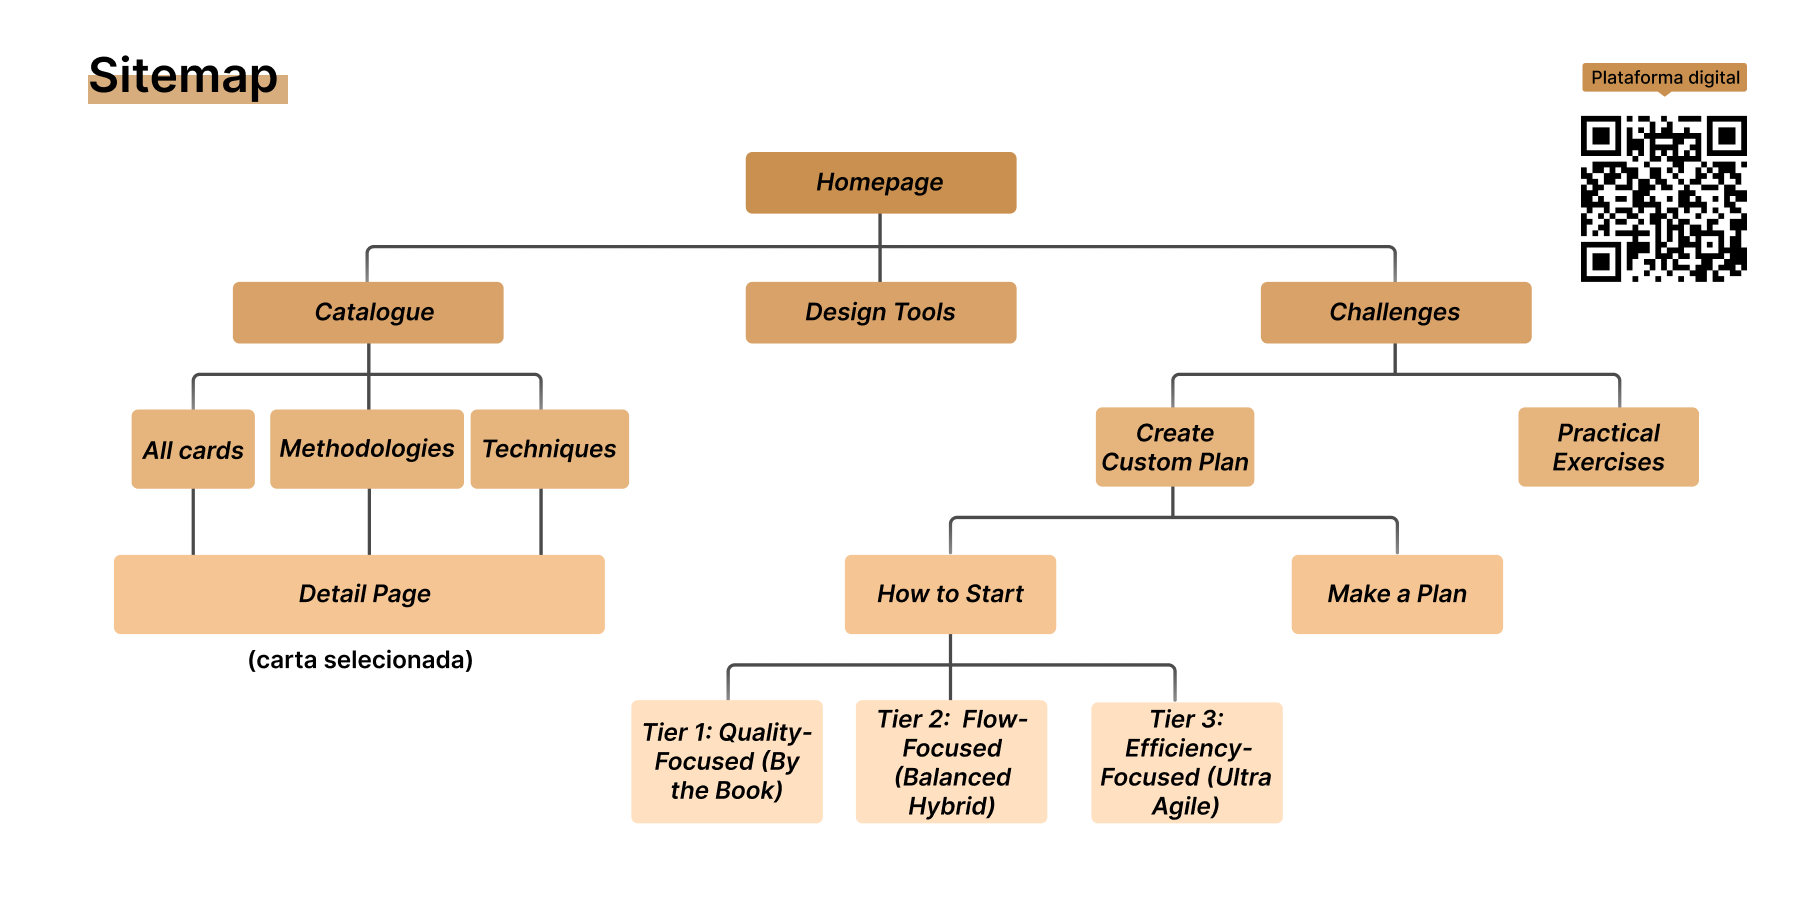 Sitemap
Plataforma digital
Homepage
Catalogue
Design Tools
Challenges
All cards
Methodologies
Techniques
Create
Custom Plan
Practical
Exercises
Detail Page
(carta selecionada)
How to Start
Make a Plan
Tier 1: Quality-
Focused (By
the Book)
Tier 2: Flow-
Focused
(Balanced
Hybrid)
Tier 3:
Efficiency-
Focused (Ultra
Agile)